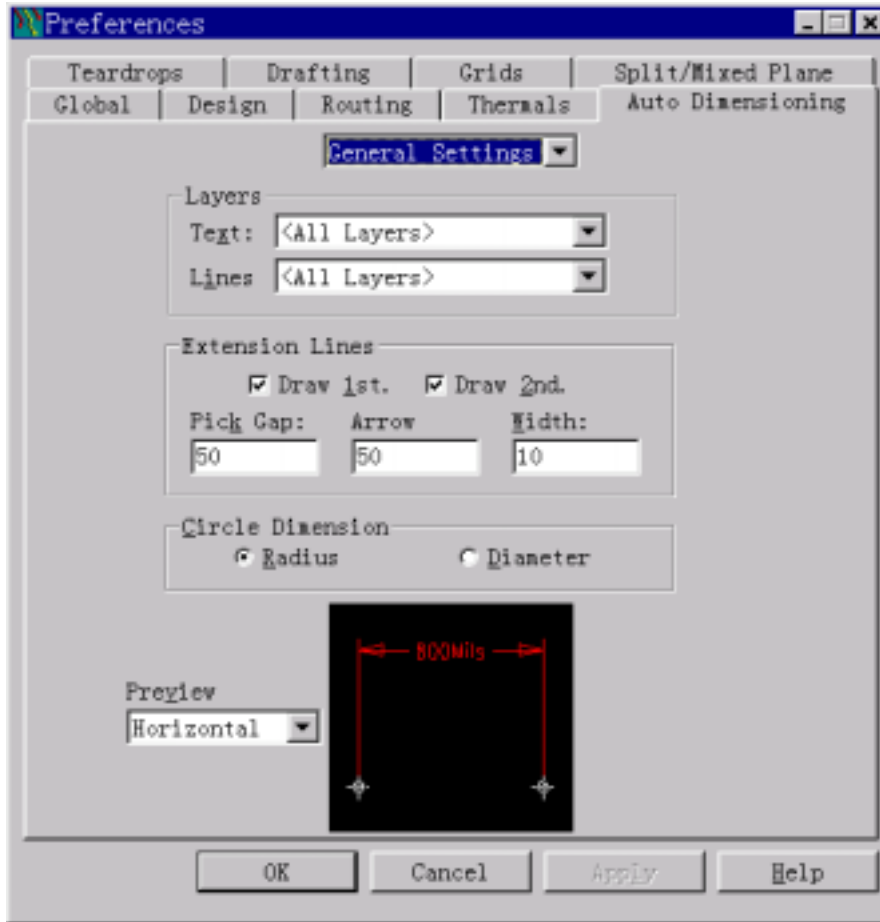 Preferences
Teardrops Drafting Grids Split/Mixed Plane
Global Design Routing Thermals Auto Dimensioning
General Settings
Layers
Text: <All Layers>
Lines <All Layers>
Extension Lines
Draw 1st. Draw 2nd.
Pick Gap: Arrow Width:
50 50 10
Circle Dimension
Radius Diameter
800Mils
Preview
Horizontal
OK Cancel Apply Help